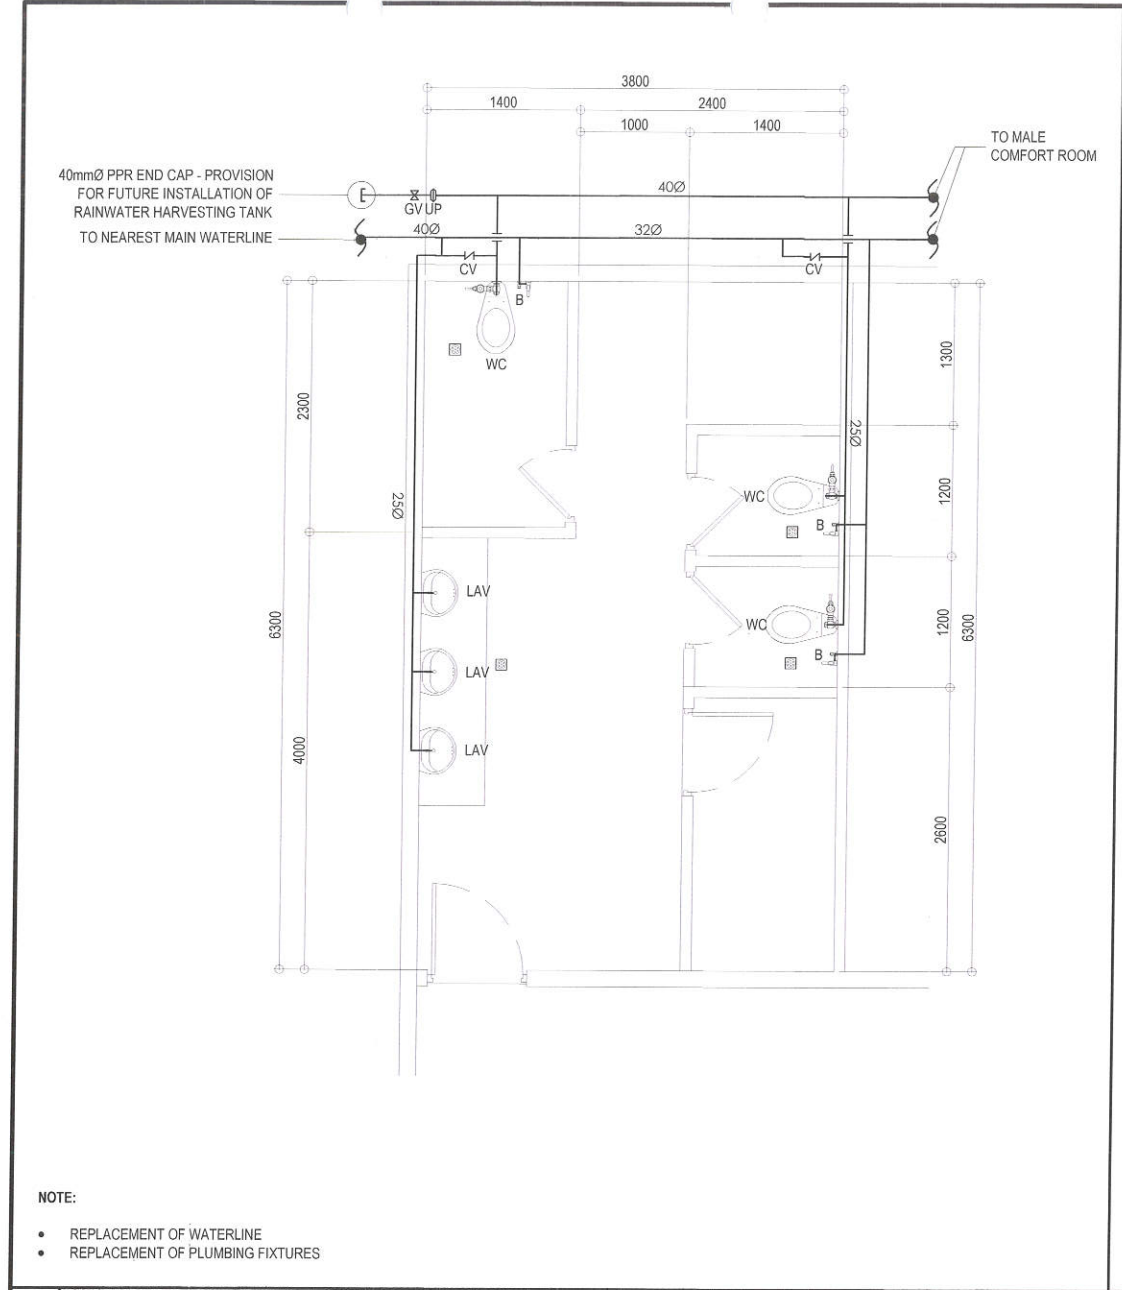 3800
1400
2400
1000
1400
TO MALE
COMFORT ROOM
40mmØ PPR END CAP - PROVISION
FOR FUTURE INSTALLATION OF
RAINWATER HARVESTING TANK
E
GV UP
40Ø
TO NEAREST MAIN WATERLINE
40Ø
32Ø
CV
CV
B
WC
1300
2300
25Ø
25Ø
WC
1200
B
LAV
6300
WC
1200
6300
B
LAV
LAV
4000
2600
NOTE:
• REPLACEMENT OF WATERLINE
• REPLACEMENT OF PLUMBING FIXTURES